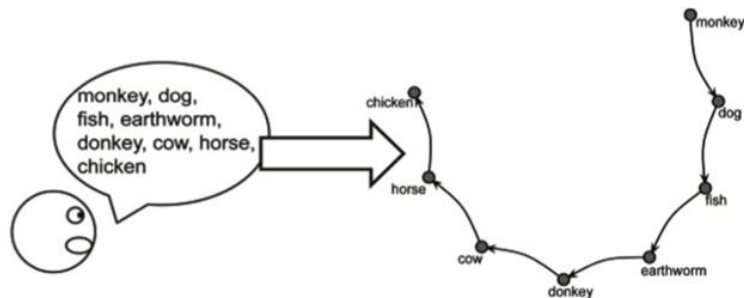 monkey, dog,
fish, earthworm,
donkey, cow, horse,
chicken
monkey
dog
fish
earthworm
donkey
cow
horse
chicken